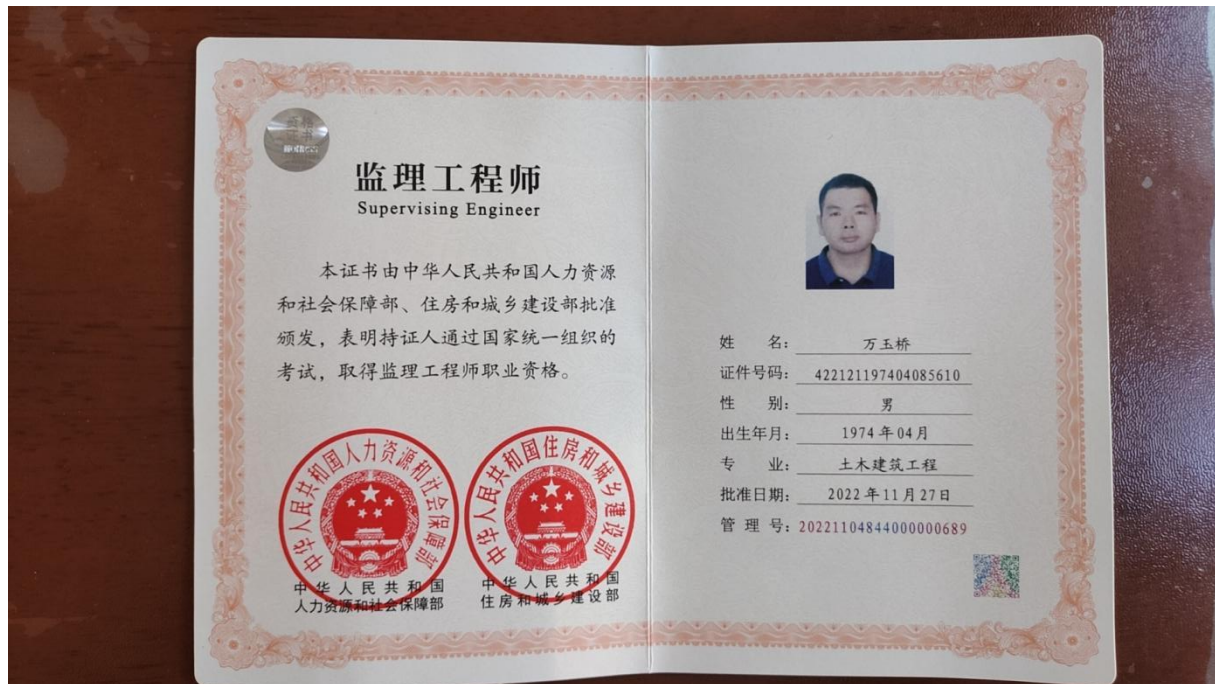 监理工程师
Supervising Engineer
本证书由中华人民共和国人力资源
和社会保障部、住房和城乡建设部批准
颁发，表明持证人通过国家统一组织的
考试，取得监理工程师职业资格。
中华人民共和国人力资源和社会保障部
中华人民共和国住房和城乡建设部
中华人民共和国
人力资源和社会保障部
中华人民共和国
住房和城乡建设部
姓 名： 万玉桥
证件号码： 422121197404085610
性 别： 男
出生年月： 1974年04月
专 业： 土木建筑工程
批准日期： 2022年11月27日
管 理 号：20221104844000000689